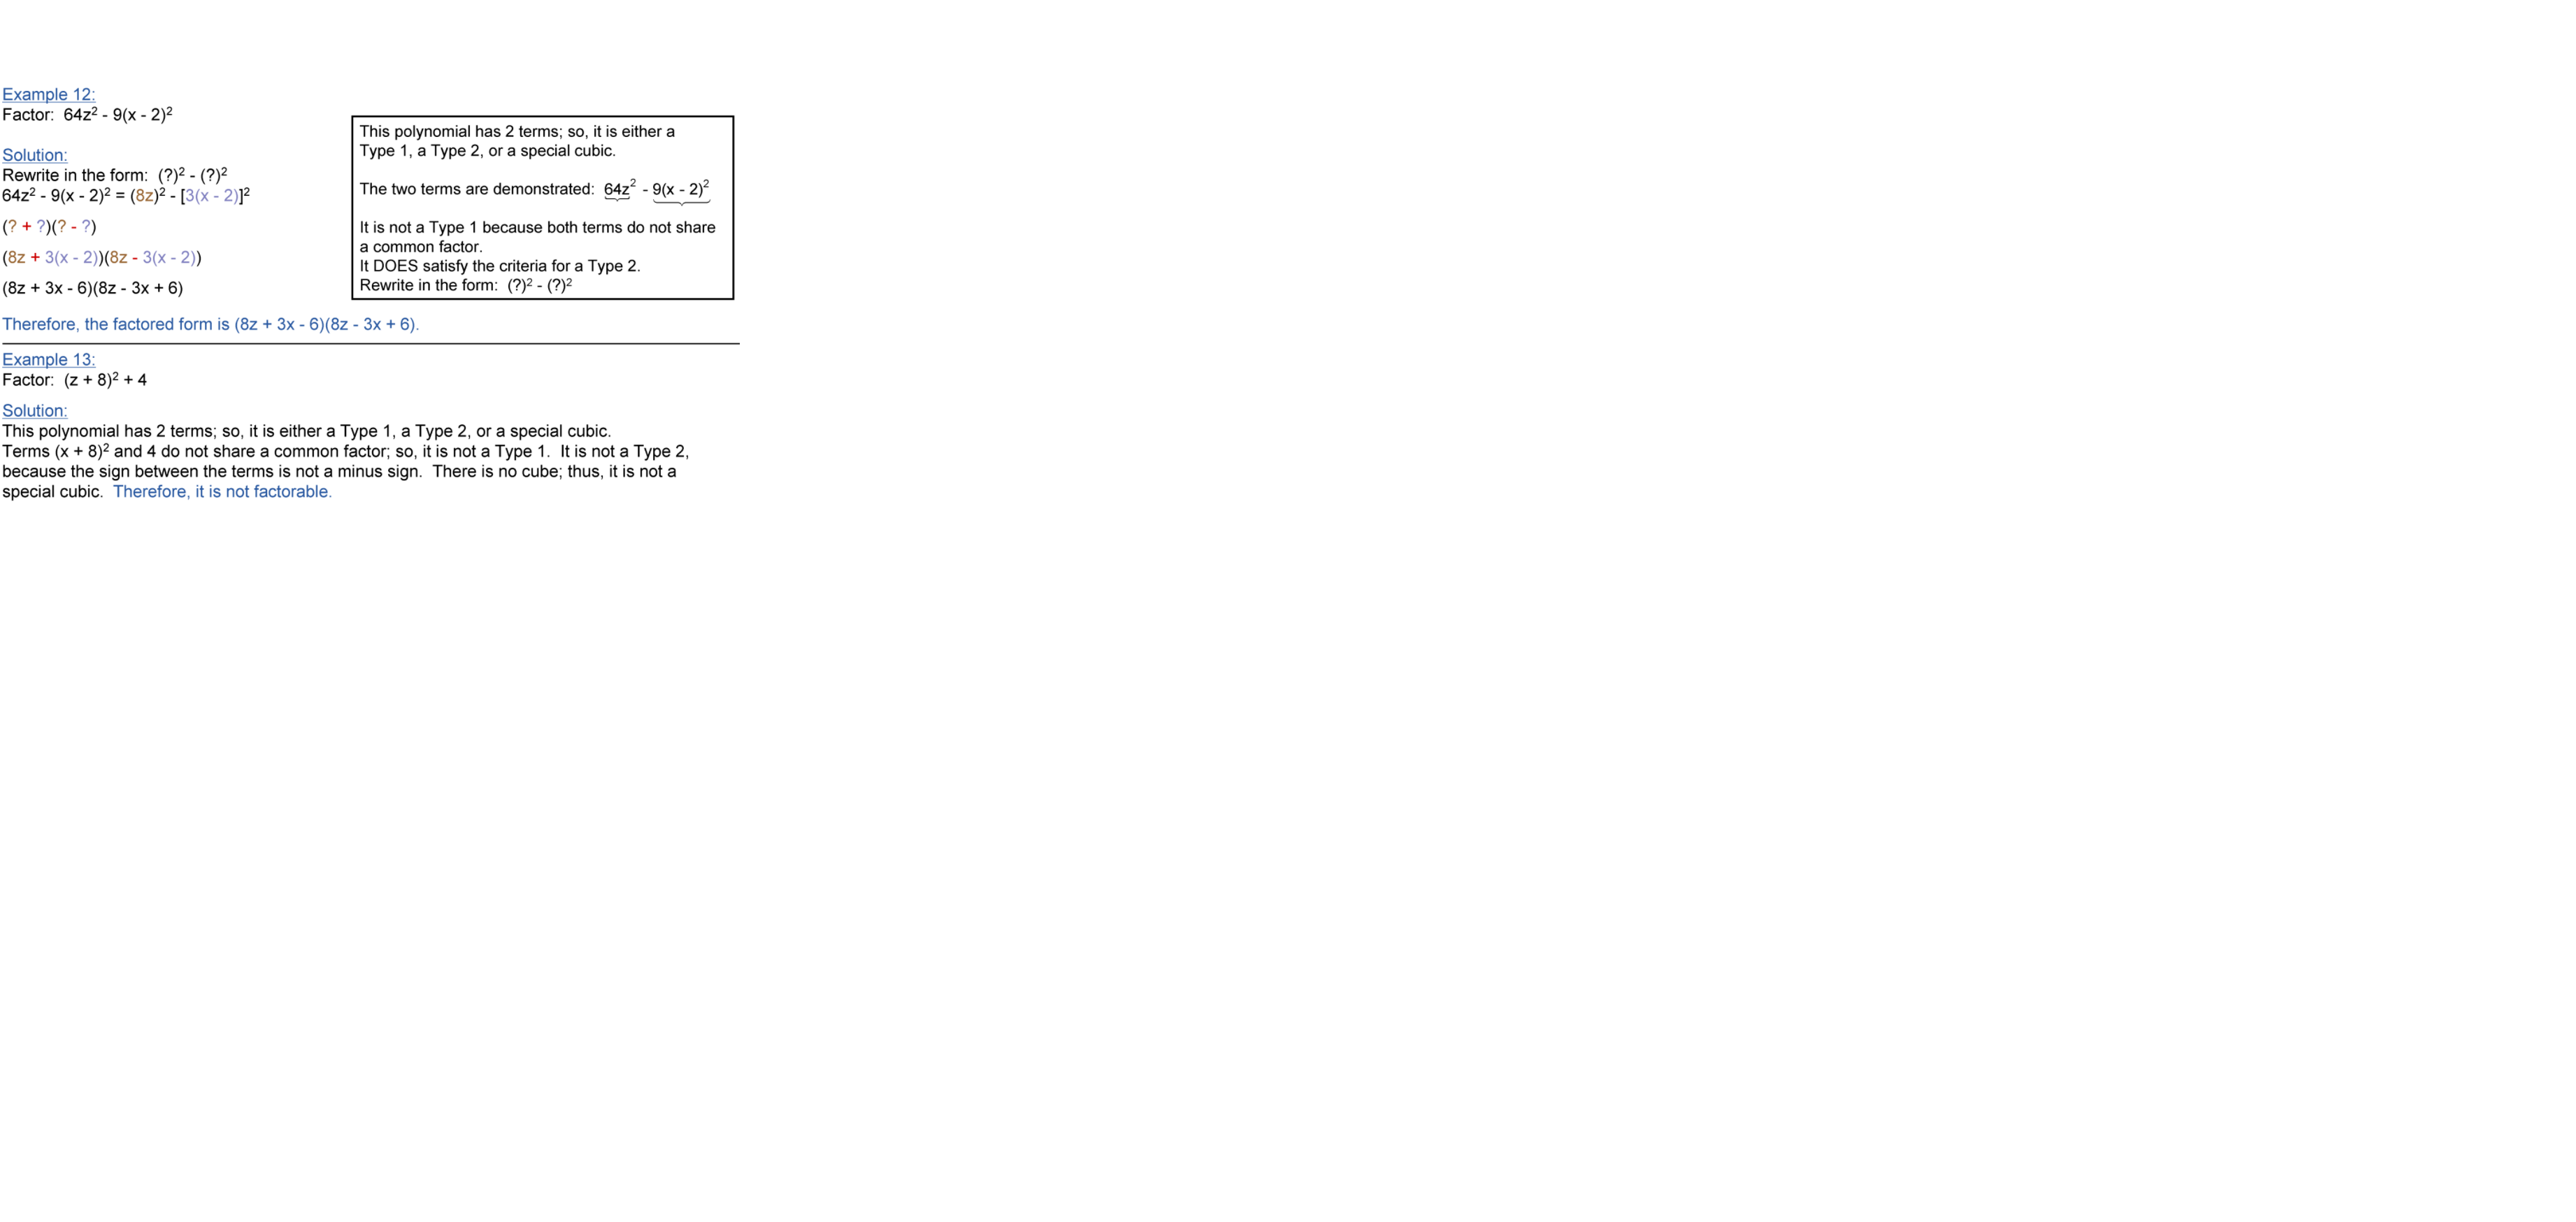 Example 12:
Factor:  64z² - 9(x - 2)²
Solution:
Rewrite in the form:  (?)² - (?)²
64z² - 9(x - 2)² = (8z)² - [3(x - 2)]²
(? + ?)(? - ?)
(8z + 3(x - 2))(8z - 3(x - 2))
(8z + 3x - 6)(8z - 3x + 6)
This polynomial has 2 terms; so, it is either a
Type 1, a Type 2, or a special cubic.
The two terms are demonstrated:  64z² - 9(x - 2)²
It is not a Type 1 because both terms do not share
a common factor.
It DOES satisfy the criteria for a Type 2.
Rewrite in the form:  (?)² - (?)²
Therefore, the factored form is (8z + 3x - 6)(8z - 3x + 6).
Example 13:
Factor:  (z + 8)² + 4
Solution:
This polynomial has 2 terms; so, it is either a Type 1, a Type 2, or a special cubic.
Terms (x + 8)² and 4 do not share a common factor; so, it is not a Type 1.  It is not a Type 2,
because the sign between the terms is not a minus sign.  There is no cube; thus, it is not a
special cubic.  Therefore, it is not factorable.